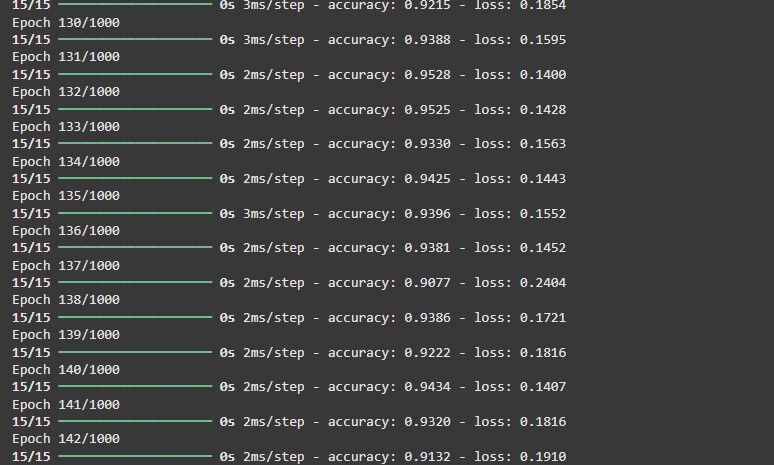 15/15 ━━━━━━━━━━━━━━━━━━━━ 0s 3ms/step - accuracy: 0.9215 - loss: 0.1854
Epoch 130/1000
15/15 ━━━━━━━━━━━━━━━━━━━━ 0s 3ms/step - accuracy: 0.9388 - loss: 0.1595
Epoch 131/1000
15/15 ━━━━━━━━━━━━━━━━━━━━ 0s 2ms/step - accuracy: 0.9528 - loss: 0.1400
Epoch 132/1000
15/15 ━━━━━━━━━━━━━━━━━━━━ 0s 2ms/step - accuracy: 0.9525 - loss: 0.1428
Epoch 133/1000
15/15 ━━━━━━━━━━━━━━━━━━━━ 0s 2ms/step - accuracy: 0.9330 - loss: 0.1563
Epoch 134/1000
15/15 ━━━━━━━━━━━━━━━━━━━━ 0s 2ms/step - accuracy: 0.9425 - loss: 0.1443
Epoch 135/1000
15/15 ━━━━━━━━━━━━━━━━━━━━ 0s 3ms/step - accuracy: 0.9396 - loss: 0.1552
Epoch 136/1000
15/15 ━━━━━━━━━━━━━━━━━━━━ 0s 2ms/step - accuracy: 0.9381 - loss: 0.1452
Epoch 137/1000
15/15 ━━━━━━━━━━━━━━━━━━━━ 0s 2ms/step - accuracy: 0.9077 - loss: 0.2404
Epoch 138/1000
15/15 ━━━━━━━━━━━━━━━━━━━━ 0s 2ms/step - accuracy: 0.9386 - loss: 0.1721
Epoch 139/1000
15/15 ━━━━━━━━━━━━━━━━━━━━ 0s 2ms/step - accuracy: 0.9222 - loss: 0.1816
Epoch 140/1000
15/15 ━━━━━━━━━━━━━━━━━━━━ 0s 2ms/step - accuracy: 0.9434 - loss: 0.1407
Epoch 141/1000
15/15 ━━━━━━━━━━━━━━━━━━━━ 0s 2ms/step - accuracy: 0.9320 - loss: 0.1816
Epoch 142/1000
15/15 ━━━━━━━━━━━━━━━━━━━━ 0s 2ms/step - accuracy: 0.9132 - loss: 0.1910